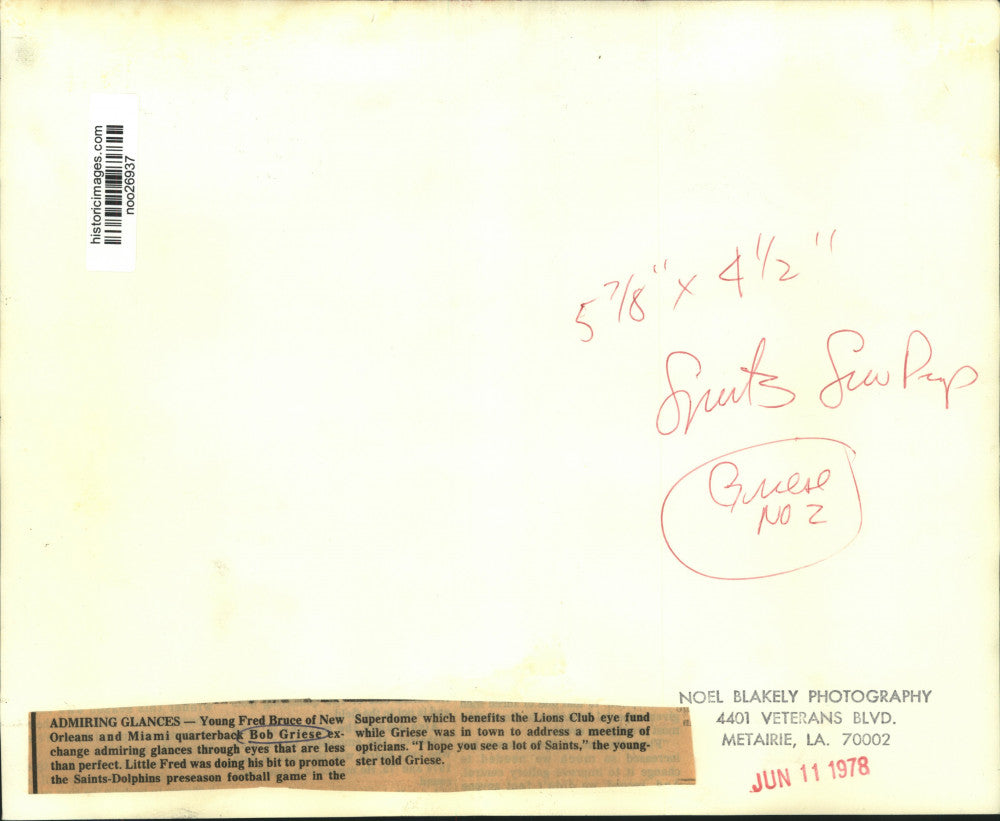 historicimages.com
noo26937
5 7/8" x 4 1/2"
Sports
Griese
NO 2
NOEL BLAKELY PHOTOGRAPHY
4401 VETERANS BLVD.
METAIRIE, LA. 70002
JUN 11 1978
ADMIRING GLANCES — Young Fred Bruce of New
Orleans and Miami quarterback Bob Griese ex-
change admiring glances through eyes that are less
than perfect. Little Fred was doing his bit to promote
the Saints-Dolphins preseason football game in the
Superdome which benefits the Lions Club eye fund
while Griese was in town to address a meeting of
opticians. "I hope you see a lot of Saints," the young-
ster told Griese.